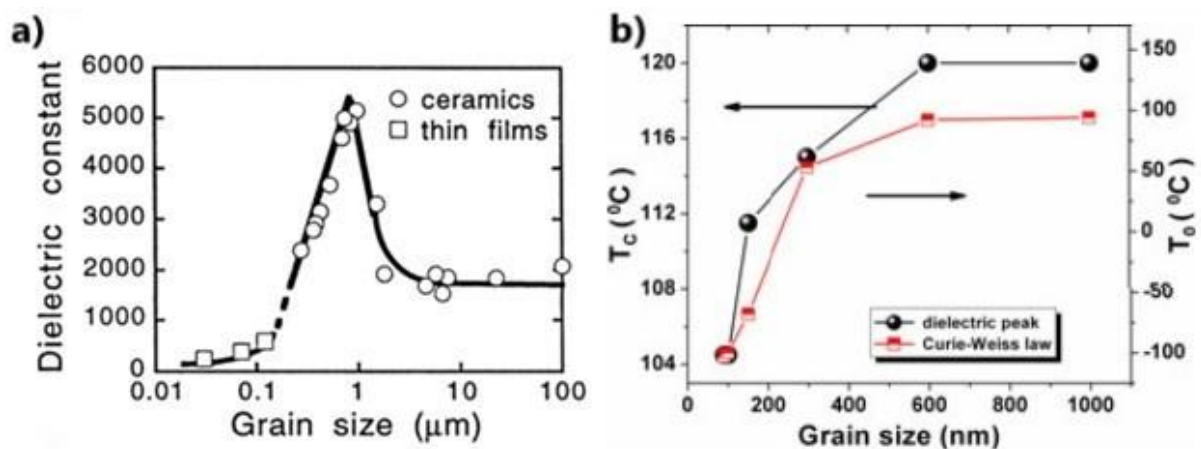 a)
Dielectric constant
6000
5000
4000
3000
2000
1000
0
ceramics
thin films
0.01 0.1 1 10 100
Grain size (μm)
b)
T_C (⁰C)
120
116
112
108
104
150
100
50
0
-50
-100
T_0 (⁰C)
dielectric peak
Curie-Weiss law
0 200 400 600 800 1000
Grain size (nm)